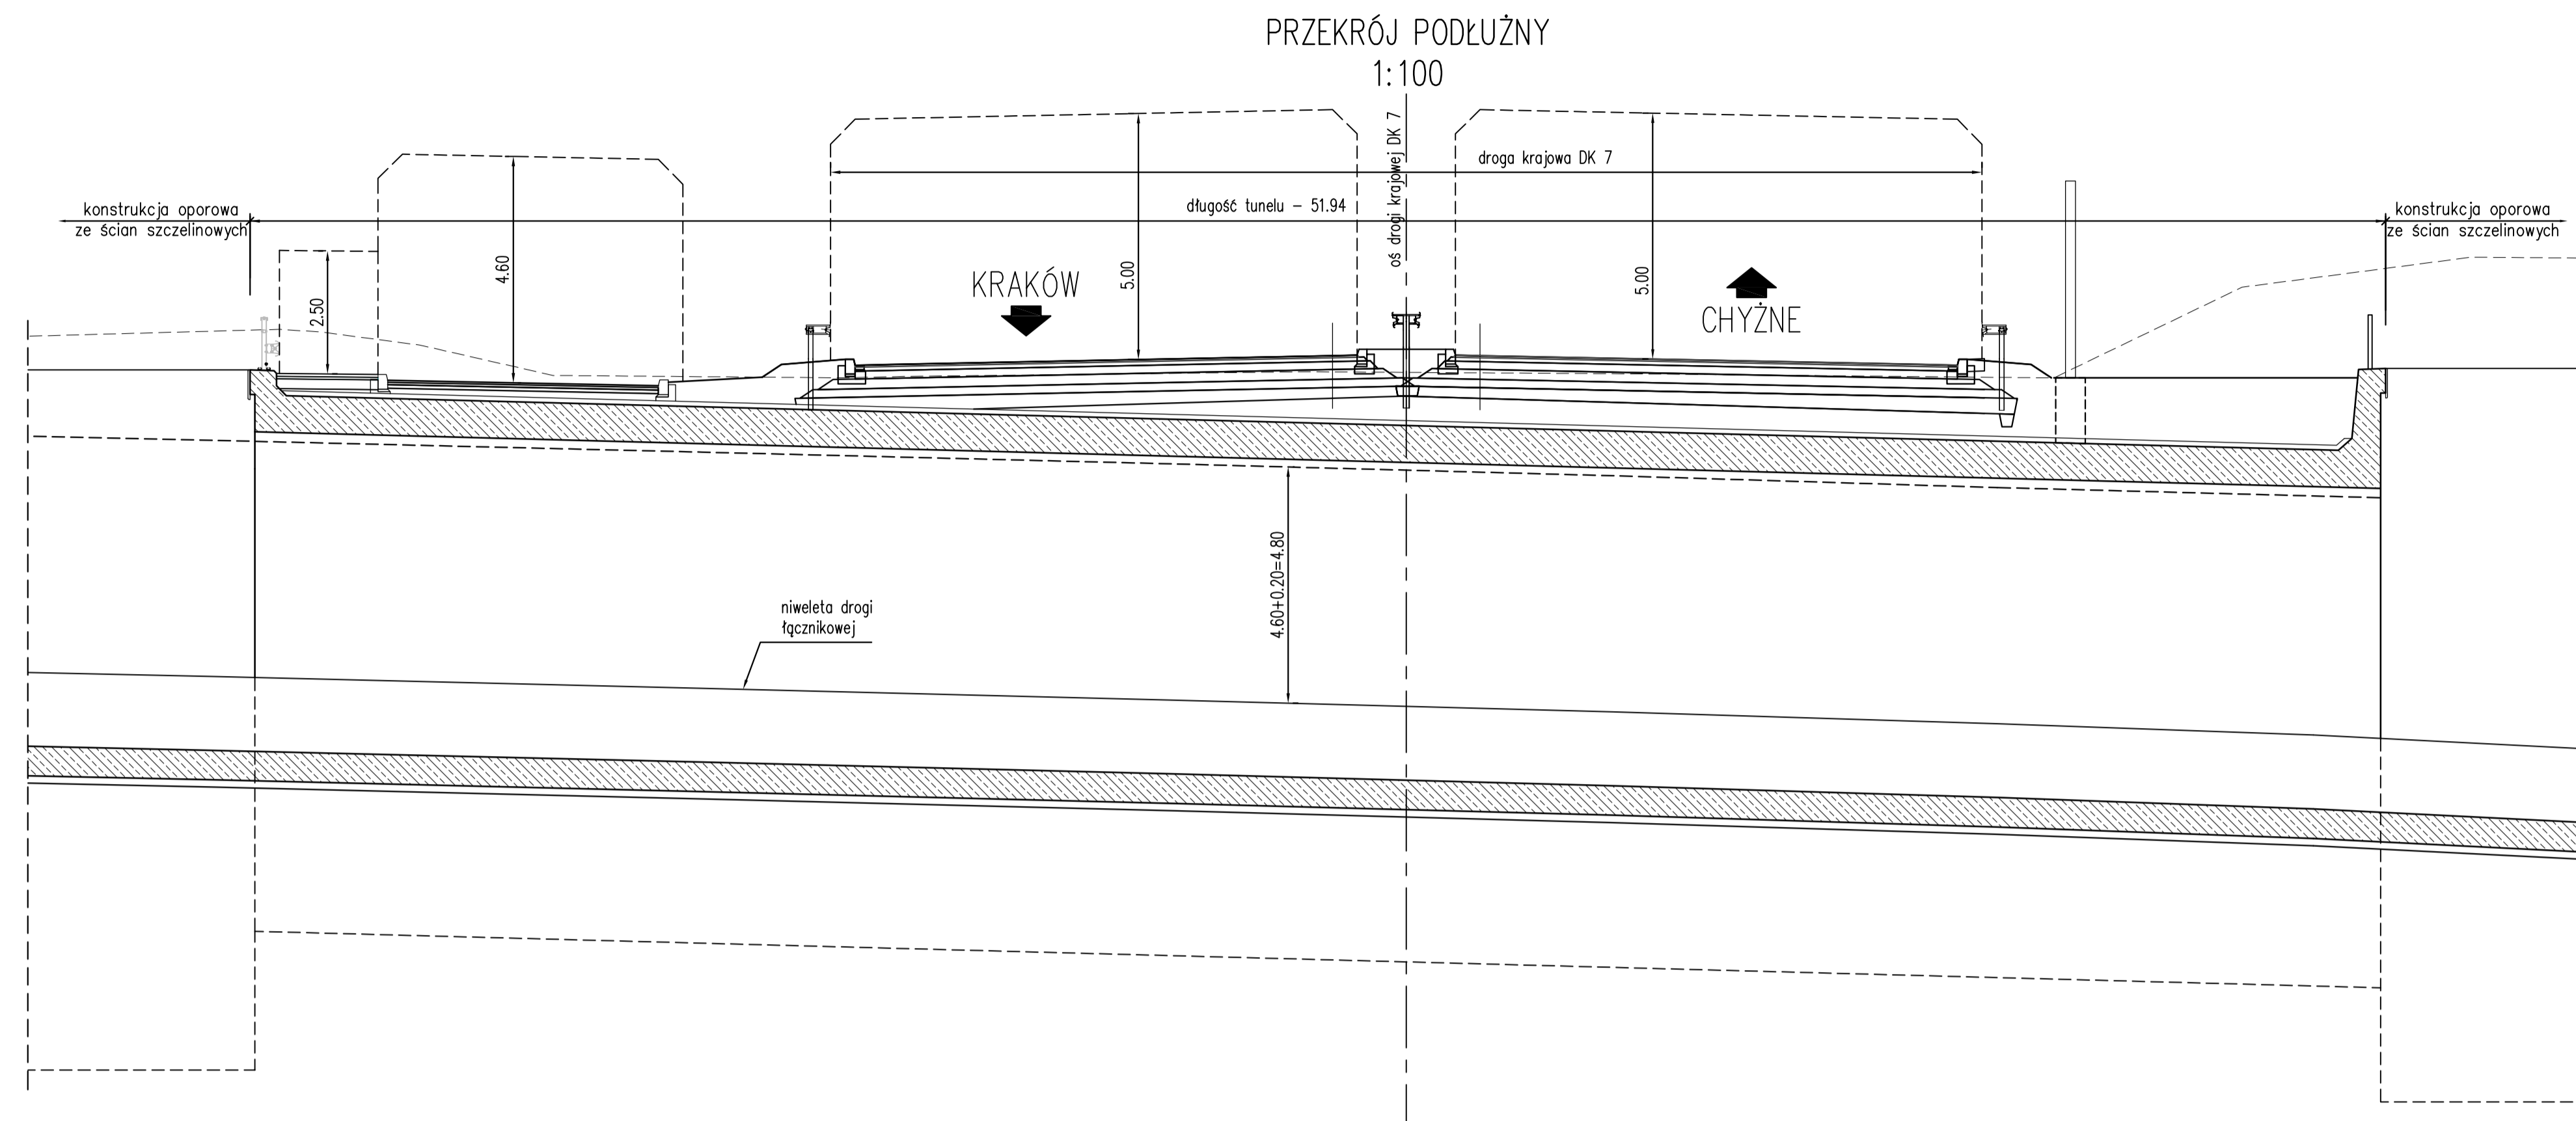 PRZEKRÓJ PODŁUŻNY
1:100
oś drogi krajowej DK 7
droga krajowa DK 7
długość tunelu – 51.94
konstrukcja oporowa
ze ścian szczelinowych
konstrukcja oporowa
ze ścian szczelinowych
2.50
4.60
5.00
5.00
KRAKÓW
CHYŻNE
4.60+0.20=4.80
niweleta drogi
łącznikowej